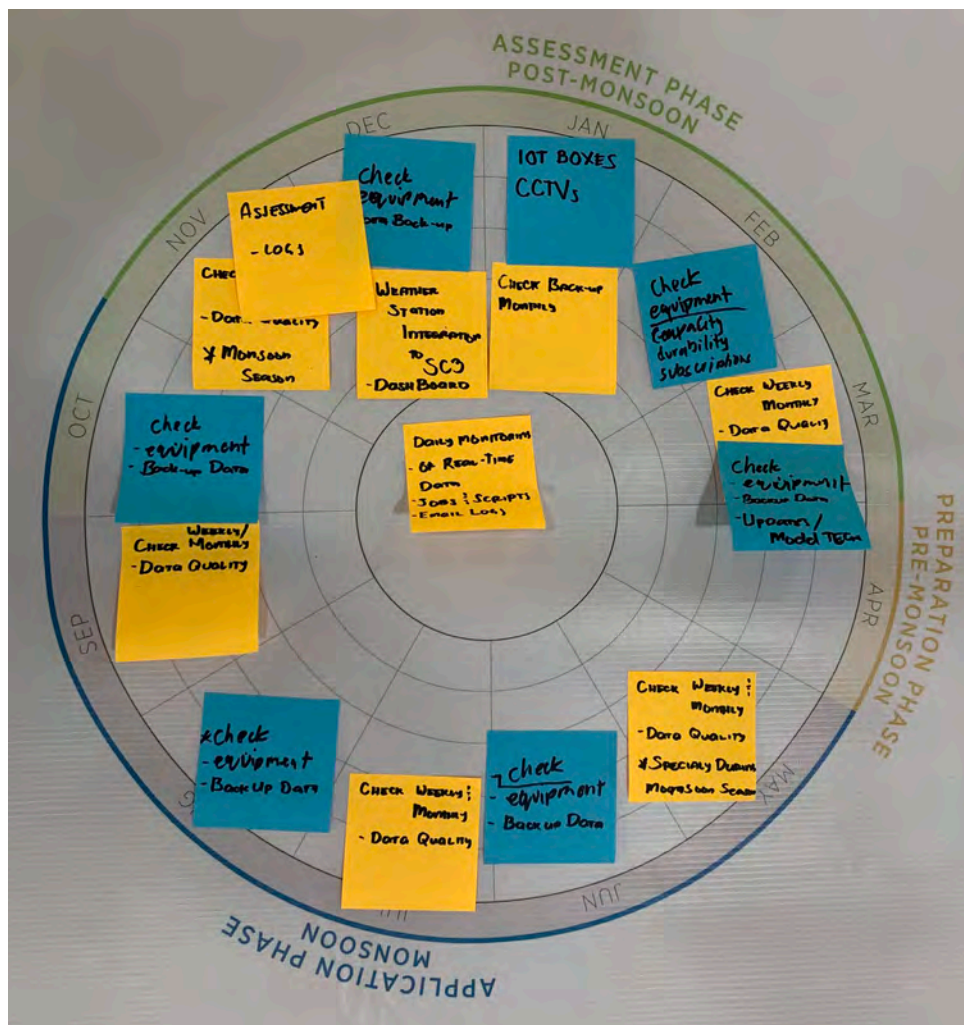 ASSESSMENT PHASE
POST-MONSOON
DEC
JAN
NOV
FEB
OCT
MAR
SEP
APR
MAY
JUN
PREPARATION PHASE
PRE-MONSOON PHASE
APPLICATION PHASE
MONSOON
Check
equipment
Back-up
IOT BOXES
CCTVs
ASSESSMENT
- LOGS
- Data Quality
* MONSOON
SEASON
WEATHER
STATION
INTEGRATION
TO
SC3
- DASHBOARD
CHECK BACK-UP
MONTHLY
Check
equipment
Capacity
durability
subscriptions
CHECK WEEKLY
MONTHLY
- DATA QUALITY
Check
- equipment
- Backup Data
- Updates/
Model TECH
Check
- equipment
- Back-up Data
DAILY MONITORING
- OF REAL-TIME
DATA
- JOBS & SCRIPTS
- EMAIL LOGS
WEEKLY/
CHECK MONTHLY
- DATA QUALITY
*Check
- equipment
- Back Up Data
CHECK WEEKLY &
MONTHLY
- DATA QUALITY
- Check
- equipment
- Back up Data
CHECK WEEKLY &
MONTHLY
- DATA QUALITY
* SPECIALY DURING
SEASON